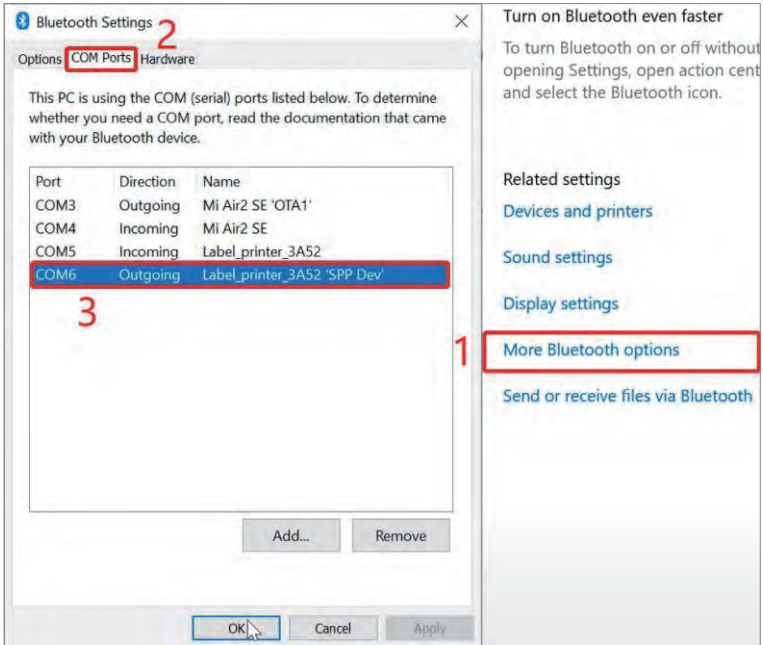 Bluetooth Settings
2
Options COM Ports Hardware
This PC is using the COM (serial) ports listed below. To determine
whether you need a COM port, read the documentation that came
with your Bluetooth device.
Port Direction Name
COM3 Outgoing Mi Air2 SE 'OTA1'
COM4 Incoming Mi Air2 SE
COM5 Incoming Label_printer_3A52
COM6 Outgoing Label_printer_3A52 'SPP Dev'
3
Add... Remove
OK Cancel Apply
Turn on Bluetooth even faster
To turn Bluetooth on or off without
opening Settings, open action cent
and select the Bluetooth icon.
Related settings
Devices and printers
Sound settings
Display settings
1 More Bluetooth options
Send or receive files via Bluetooth